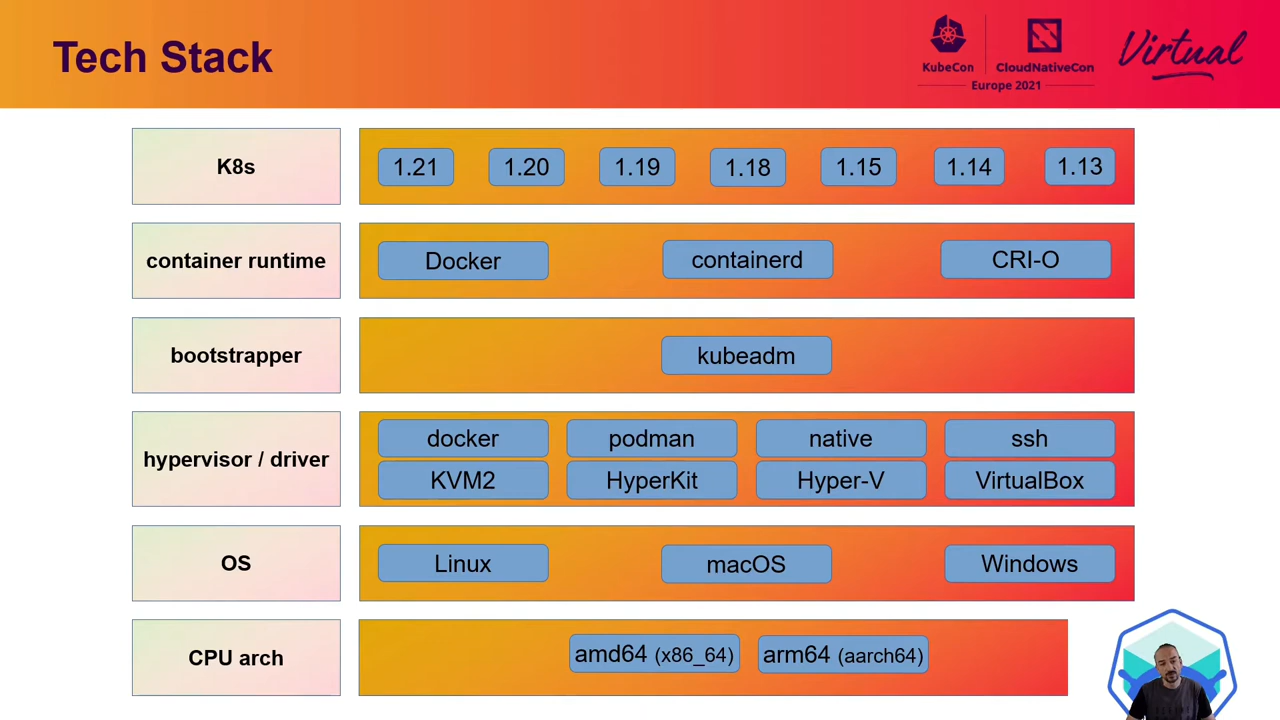 Tech Stack
KubeCon
CloudNativeCon
Europe 2021
Virtual
K8s
1.21 1.20 1.19 1.18 1.15 1.14 1.13
container runtime
Docker containerd CRI-O
bootstrapper
kubeadm
hypervisor / driver
docker podman native ssh
KVM2 HyperKit Hyper-V VirtualBox
OS
Linux macOS Windows
CPU arch
amd64 (x86_64) arm64 (aarch64)